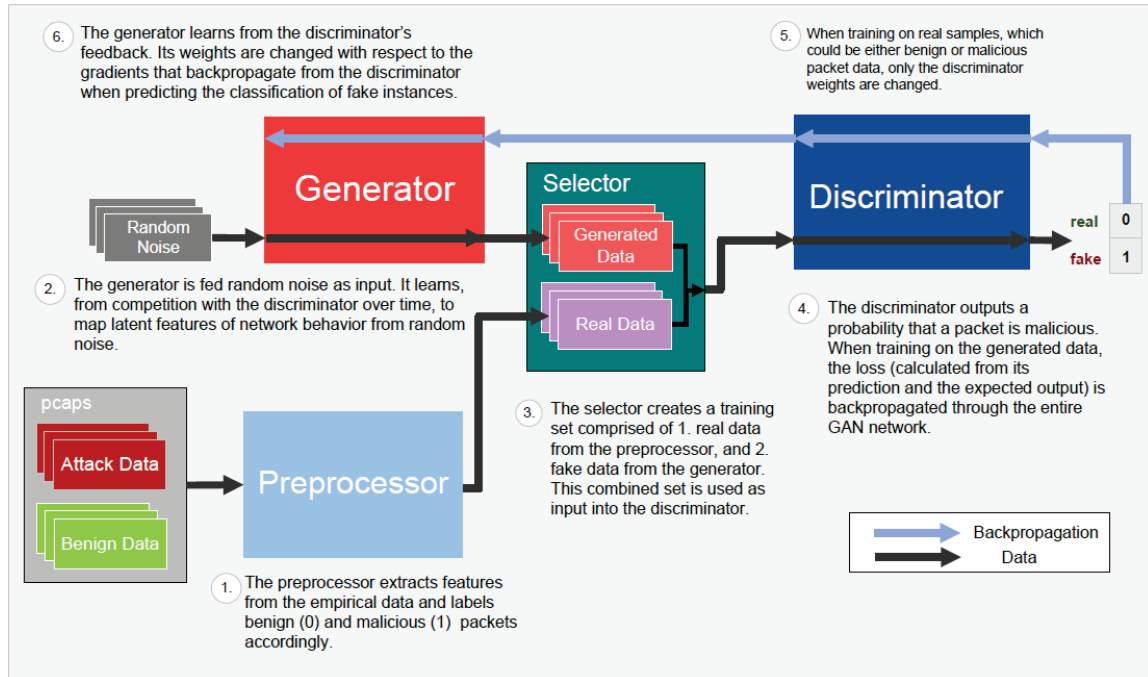 6. The generator learns from the discriminator's
feedback. Its weights are changed with respect to the
gradients that backpropagate from the discriminator
when predicting the classification of fake instances.
5. When training on real samples, which
could be either benign or malicious
packet data, only the discriminator
weights are changed.
Generator
Selector
Discriminator
Random
Noise
Generated
Data
Real Data
real 0
fake 1
2. The generator is fed random noise as input. It learns,
from competition with the discriminator over time, to
map latent features of network behavior from random
noise.
4. The discriminator outputs a
probability that a packet is malicious.
When training on the generated data,
the loss (calculated from its
prediction and the expected output) is
backpropagated through the entire
GAN network.
pcaps
Attack Data
Benign Data
Preprocessor
3. The selector creates a training
set comprised of 1. real data
from the preprocessor, and 2.
fake data from the generator.
This combined set is used as
input into the discriminator.
Backpropagation
Data
1. The preprocessor extracts features
from the empirical data and labels
benign (0) and malicious (1) packets
accordingly.